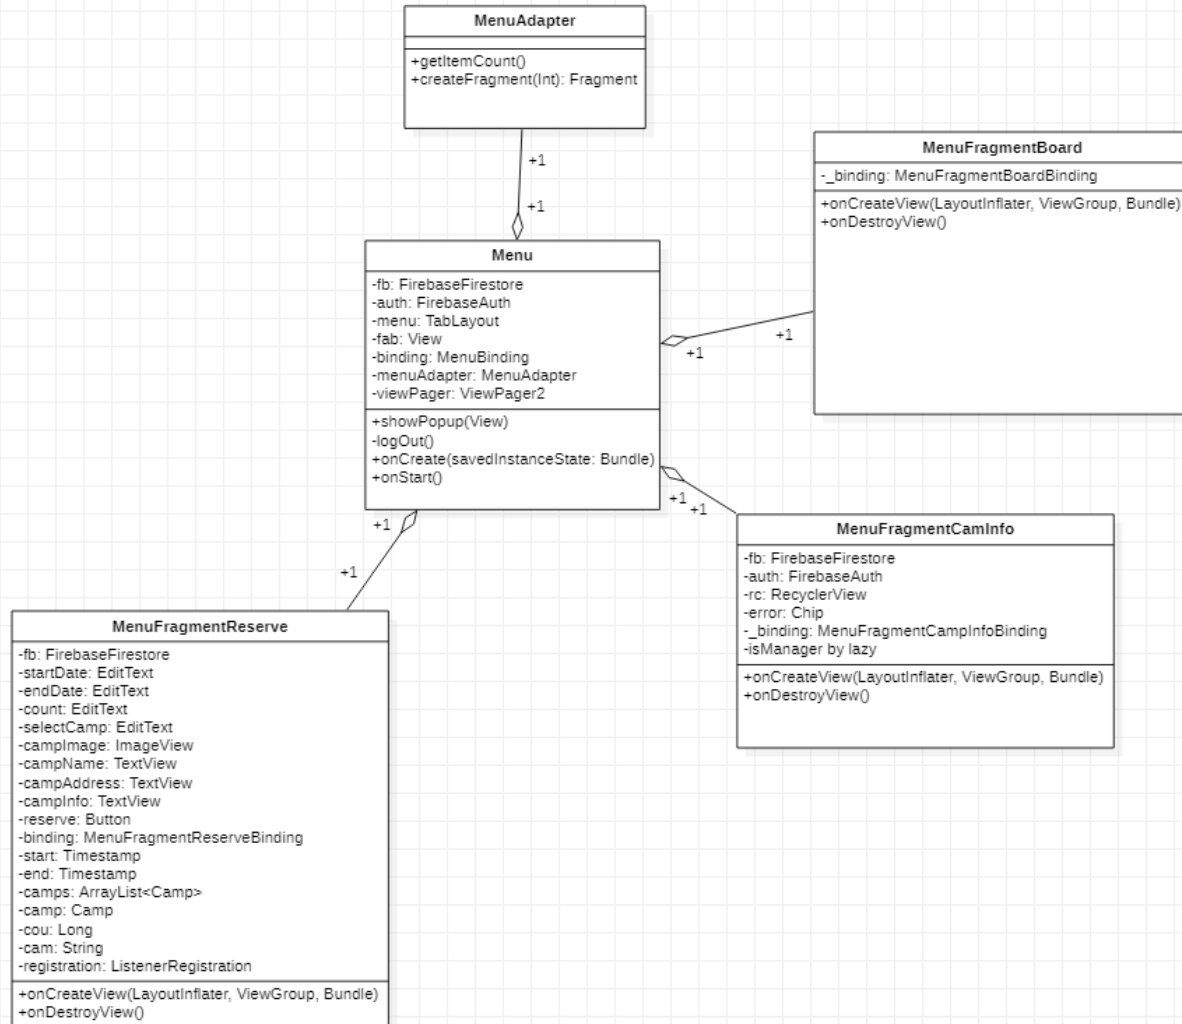 MenuAdapter
+getItemCount()
+createFragment(Int): Fragment
+1
+1
MenuFragmentBoard
-_binding: MenuFragmentBoardBinding
+onCreateView(LayoutInflater, ViewGroup, Bundle)
+onDestroyView()
Menu
-fb: FirebaseFirestore
-auth: FirebaseAuth
-menu: TabLayout
-fab: View
-binding: MenuBinding
-menuAdapter: MenuAdapter
-viewPager: ViewPager2
+showPopup(View)
-logOut()
+onCreate(savedInstanceState: Bundle)
+onStart()
+1
+1
+1
+1
+1
+1
MenuFragmentCamInfo
-fb: FirebaseFirestore
-auth: FirebaseAuth
-rc: RecyclerView
-error: Chip
-_binding: MenuFragmentCampInfoBinding
-isManager by lazy
+onCreateView(LayoutInflater, ViewGroup, Bundle)
+onDestroyView()
MenuFragmentReserve
-fb: FirebaseFirestore
-startDate: EditText
-endDate: EditText
-count: EditText
-selectCamp: EditText
-campImage: ImageView
-campName: TextView
-campAddress: TextView
-campInfo: TextView
-reserve: Button
-binding: MenuFragmentReserveBinding
-start: Timestamp
-end: Timestamp
-camps: ArrayList<Camp>
-camp: Camp
-cou: Long
-cam: String
-registration: ListenerRegistration
+onCreateView(LayoutInflater, ViewGroup, Bundle)
+onDestroyView()